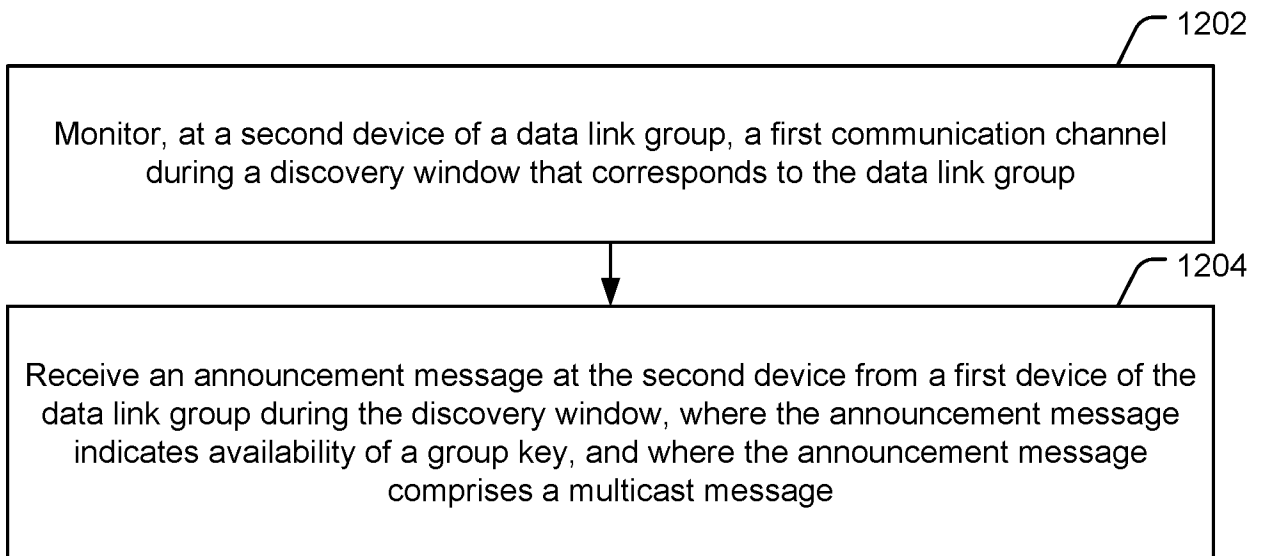 1202
Monitor, at a second device of a data link group, a first communication channel
during a discovery window that corresponds to the data link group
1204
Receive an announcement message at the second device from a first device of the
data link group during the discovery window, where the announcement message
indicates availability of a group key, and where the announcement message
comprises a multicast message